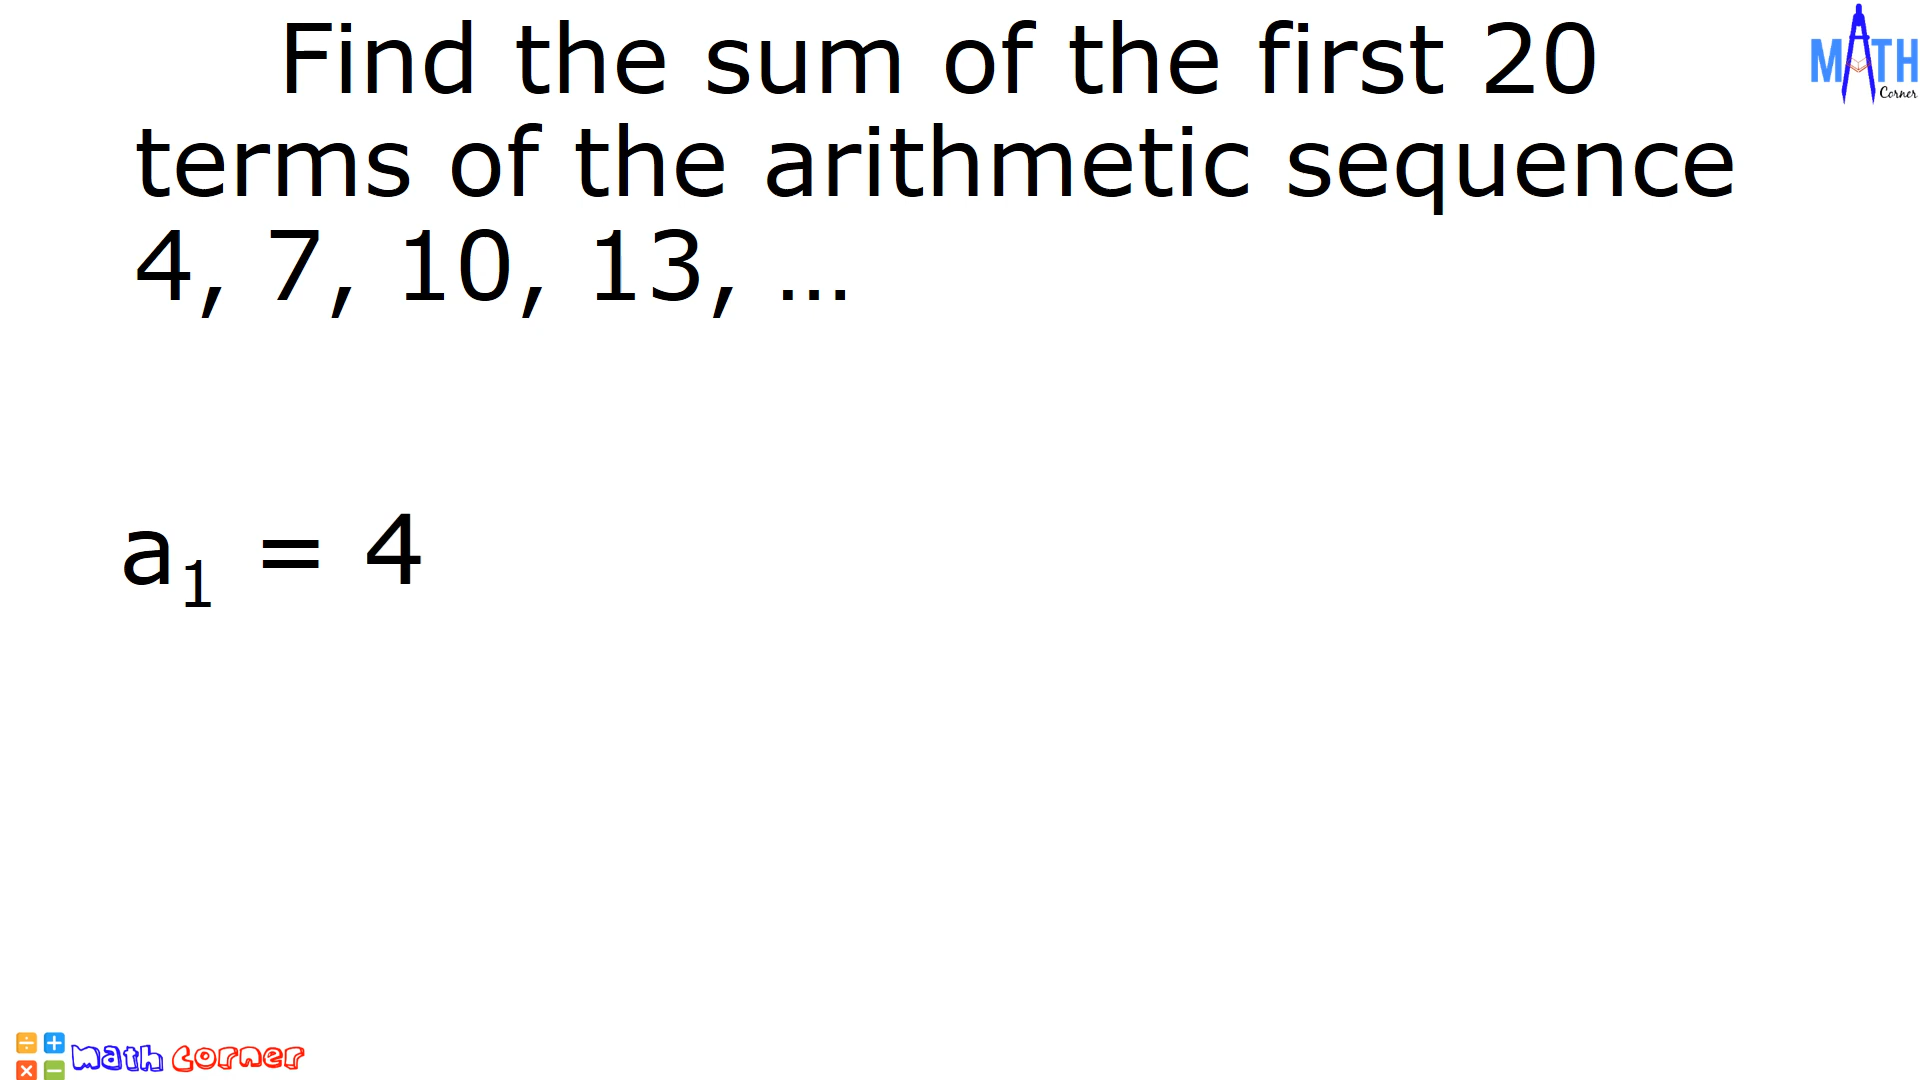 Find the sum of the first 20
terms of the arithmetic sequence
4, 7, 10, 13, …
a₁ = 4
MATH
Corner
math corner